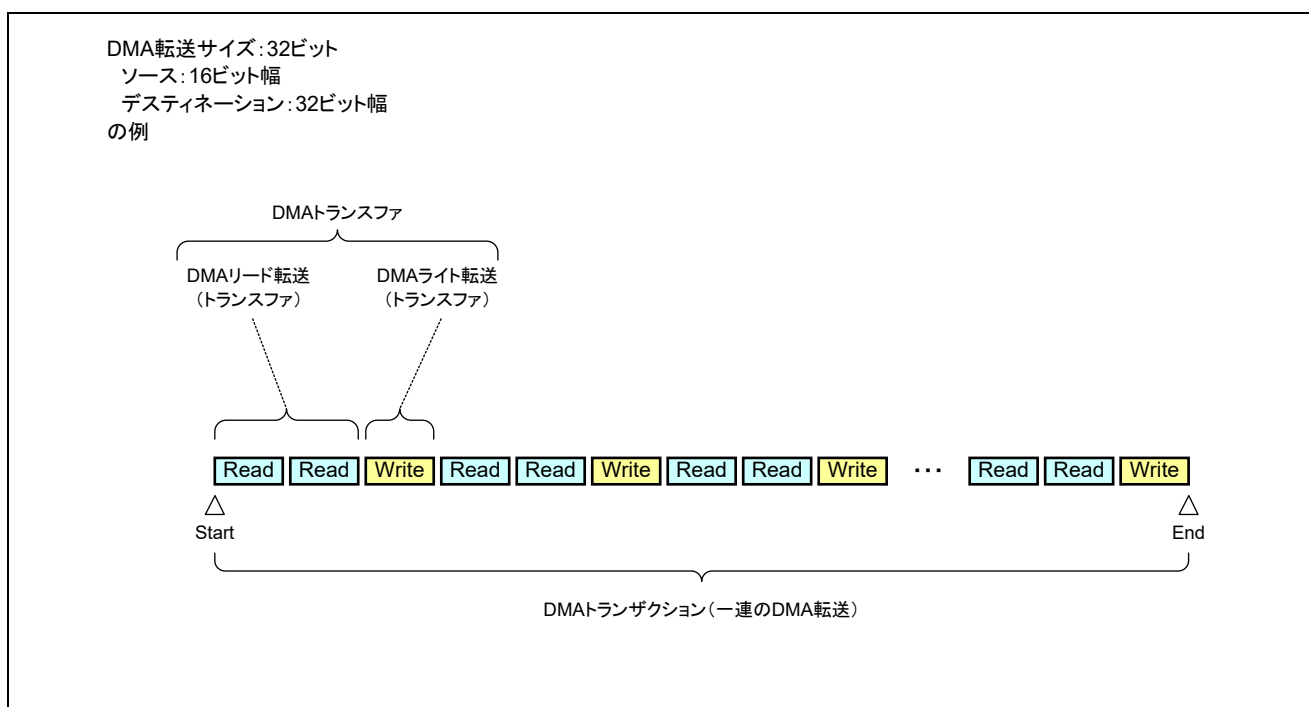 DMA転送サイズ:32ビット
ソース:16ビット幅
デスティネーション:32ビット幅
の例
DMAトランスファ
DMAリード転送
(トランスファ)
DMAライト転送
(トランスファ)
Read Read Write Read Read Write Read Read Write ··· Read Read Write
Start
End
DMAトランザクション(一連のDMA転送)